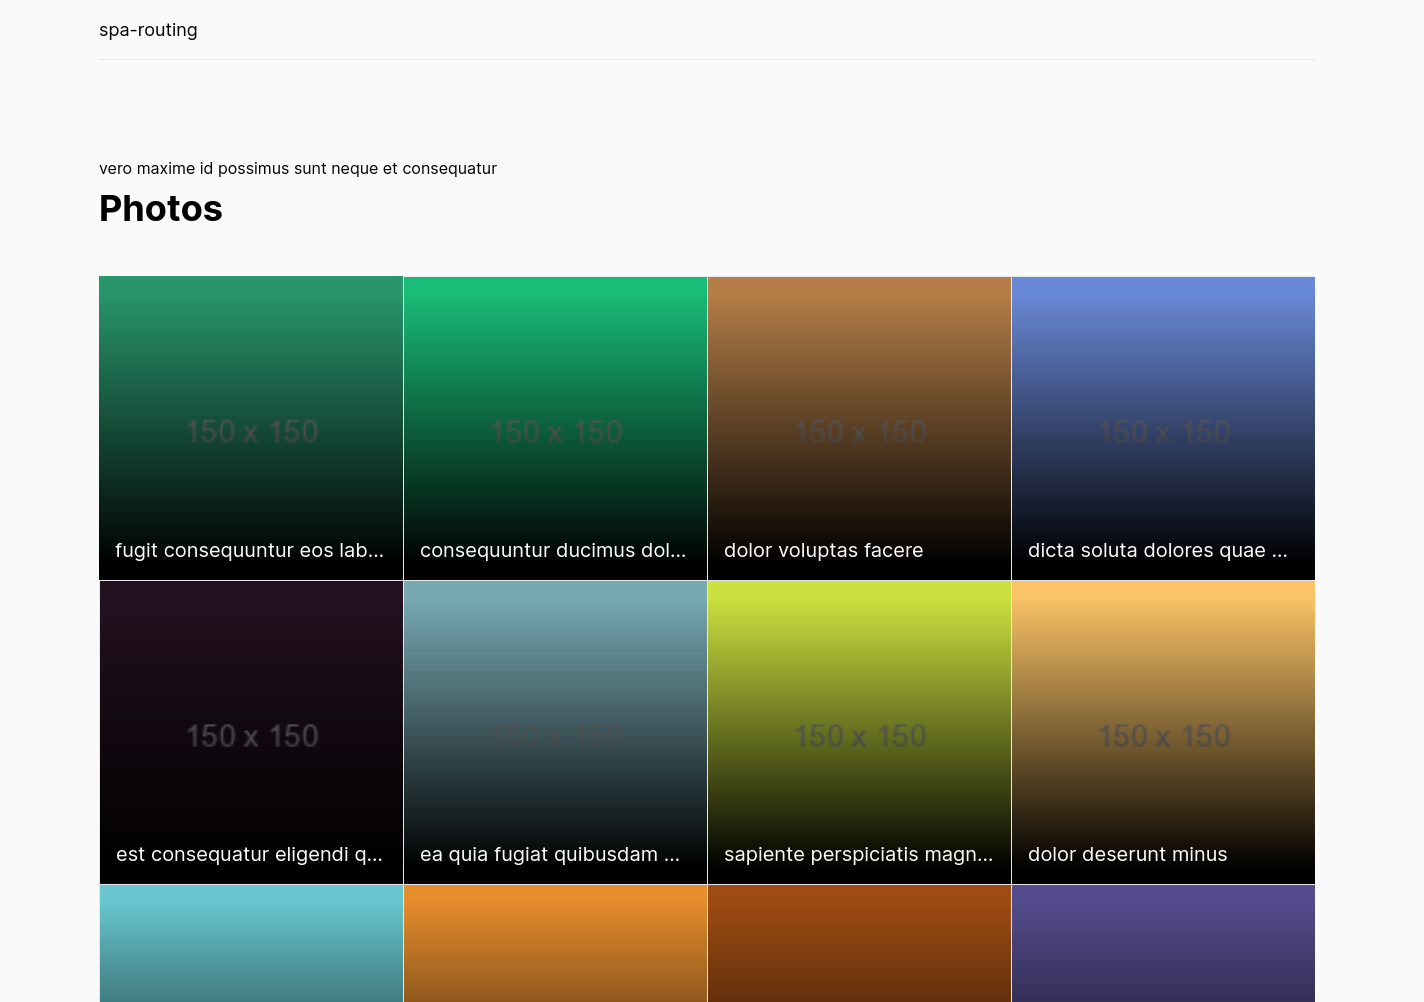 spa-routing
vero maxime id possimus sunt neque et consequatur
Photos
150 x 150
150 x 150
150 x 150
150 x 150
fugit consequuntur eos lab...
consequuntur ducimus dol...
dolor voluptas facere
dicta soluta dolores quae ...
150 x 150
150 x 150
150 x 150
150 x 150
est consequatur eligendi q...
ea quia fugiat quibusdam ...
sapiente perspiciatis magn...
dolor deserunt minus